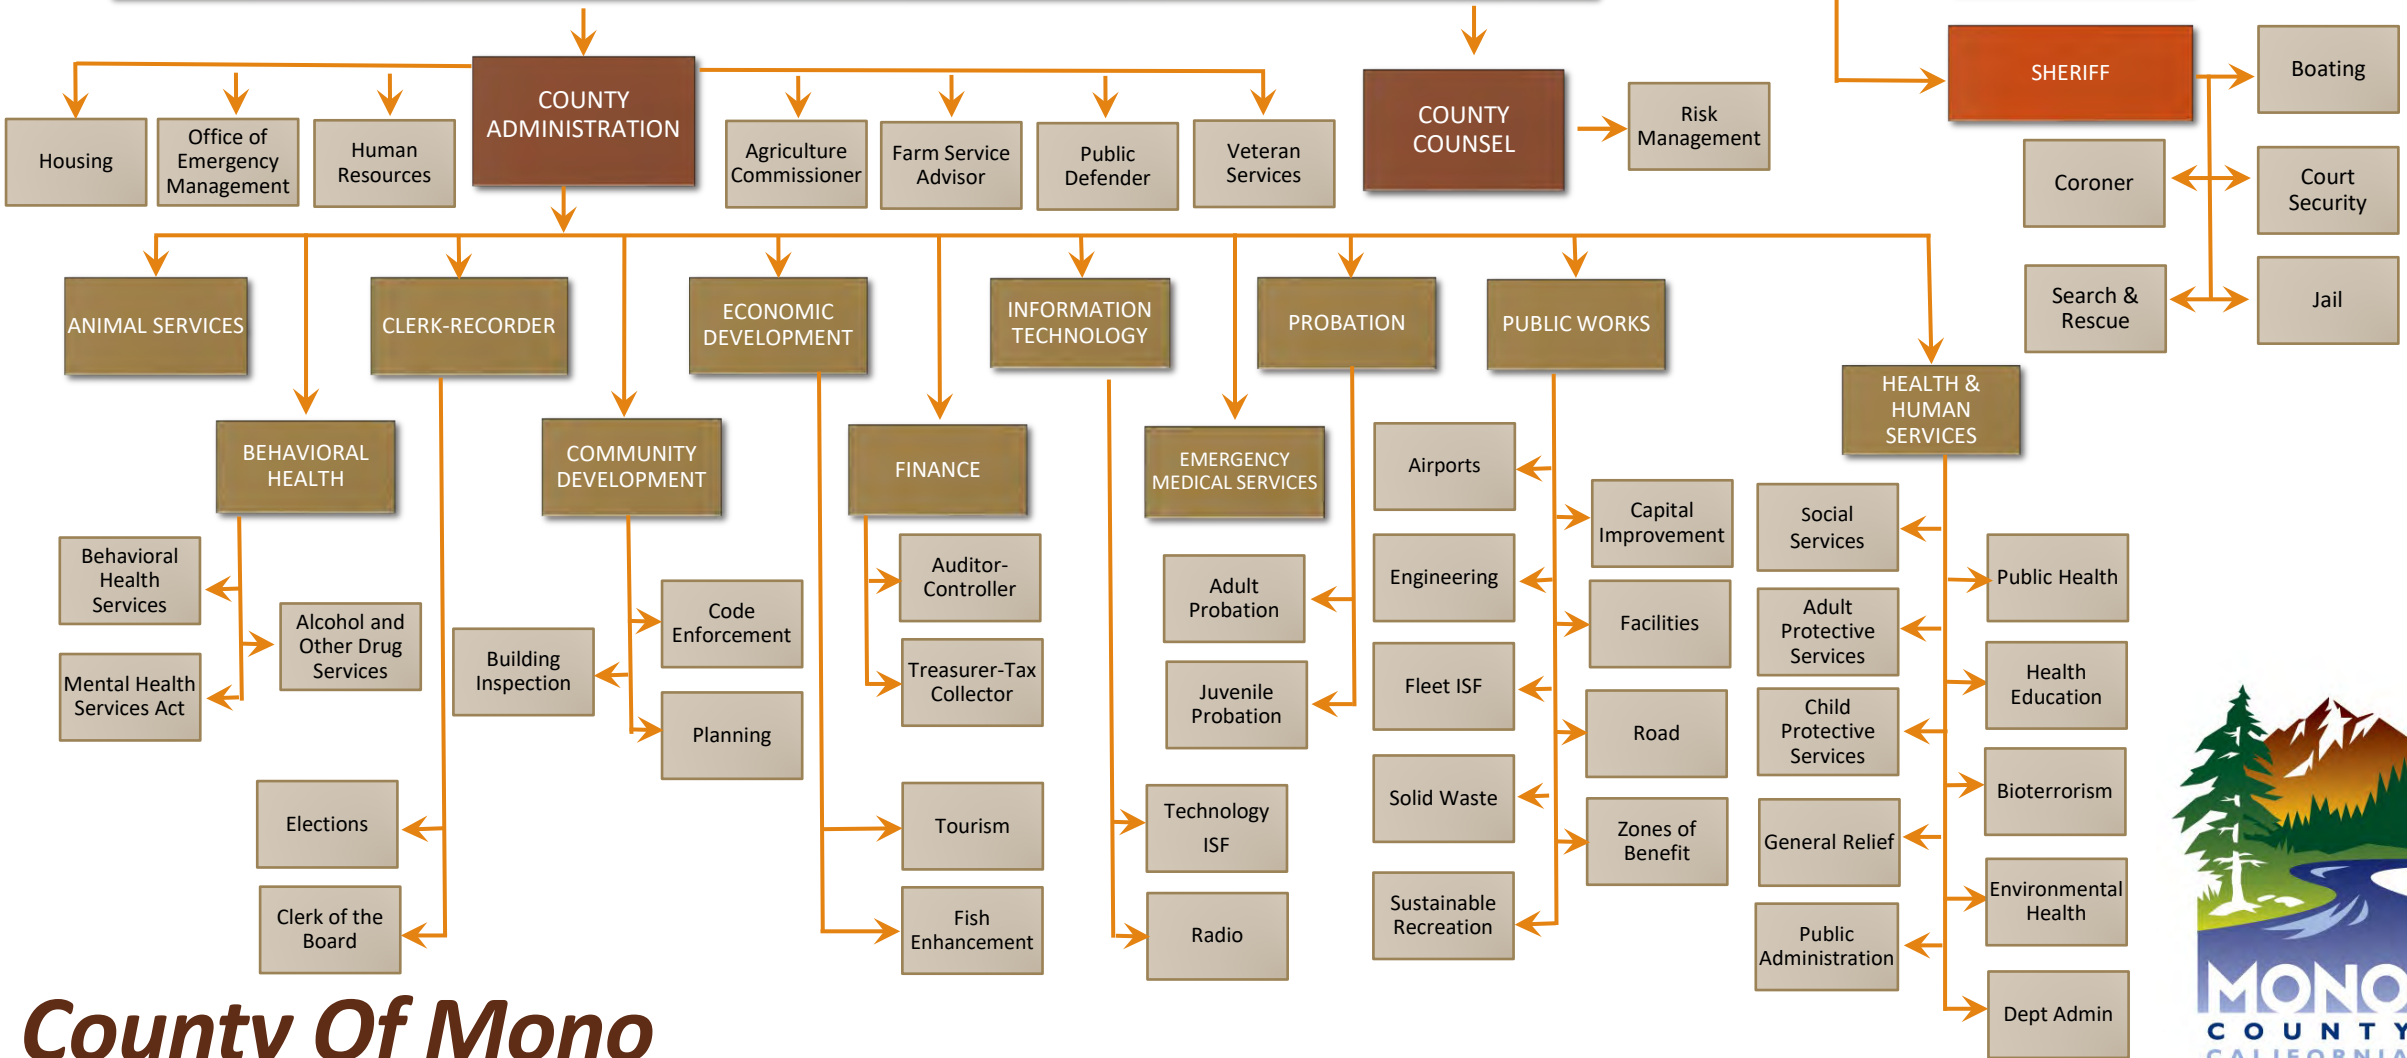 SHERIFF
Boating
COUNTY
ADMINISTRATION
COUNTY
COUNSEL
Risk
Management
Housing
Office of
Emergency
Management
Human
Resources
Agriculture
Commissioner
Farm Service
Advisor
Public
Defender
Veteran
Services
Coroner
Court
Security
Search &
Rescue
Jail
ANIMAL SERVICES
CLERK-RECORDER
ECONOMIC
DEVELOPMENT
INFORMATION
TECHNOLOGY
PROBATION
PUBLIC WORKS
HEALTH &
HUMAN
SERVICES
BEHAVIORAL
HEALTH
COMMUNITY
DEVELOPMENT
FINANCE
EMERGENCY
MEDICAL SERVICES
Behavioral
Health
Services
Alcohol and
Other Drug
Services
Mental Health
Services Act
Elections
Clerk of the
Board
Code
Enforcement
Building
Inspection
Planning
Auditor-
Controller
Treasurer-Tax
Collector
Tourism
Fish
Enhancement
Adult
Probation
Juvenile
Probation
Technology
ISF
Radio
Airports
Capital
Improvement
Engineering
Facilities
Fleet ISF
Road
Solid Waste
Zones of
Benefit
Sustainable
Recreation
Social
Services
Public Health
Adult
Protective
Services
Health
Education
Child
Protective
Services
Bioterrorism
General Relief
Environmental
Health
Public
Administration
Dept Admin
County Of Mono
MONO
COUNTY
CALIFORNIA